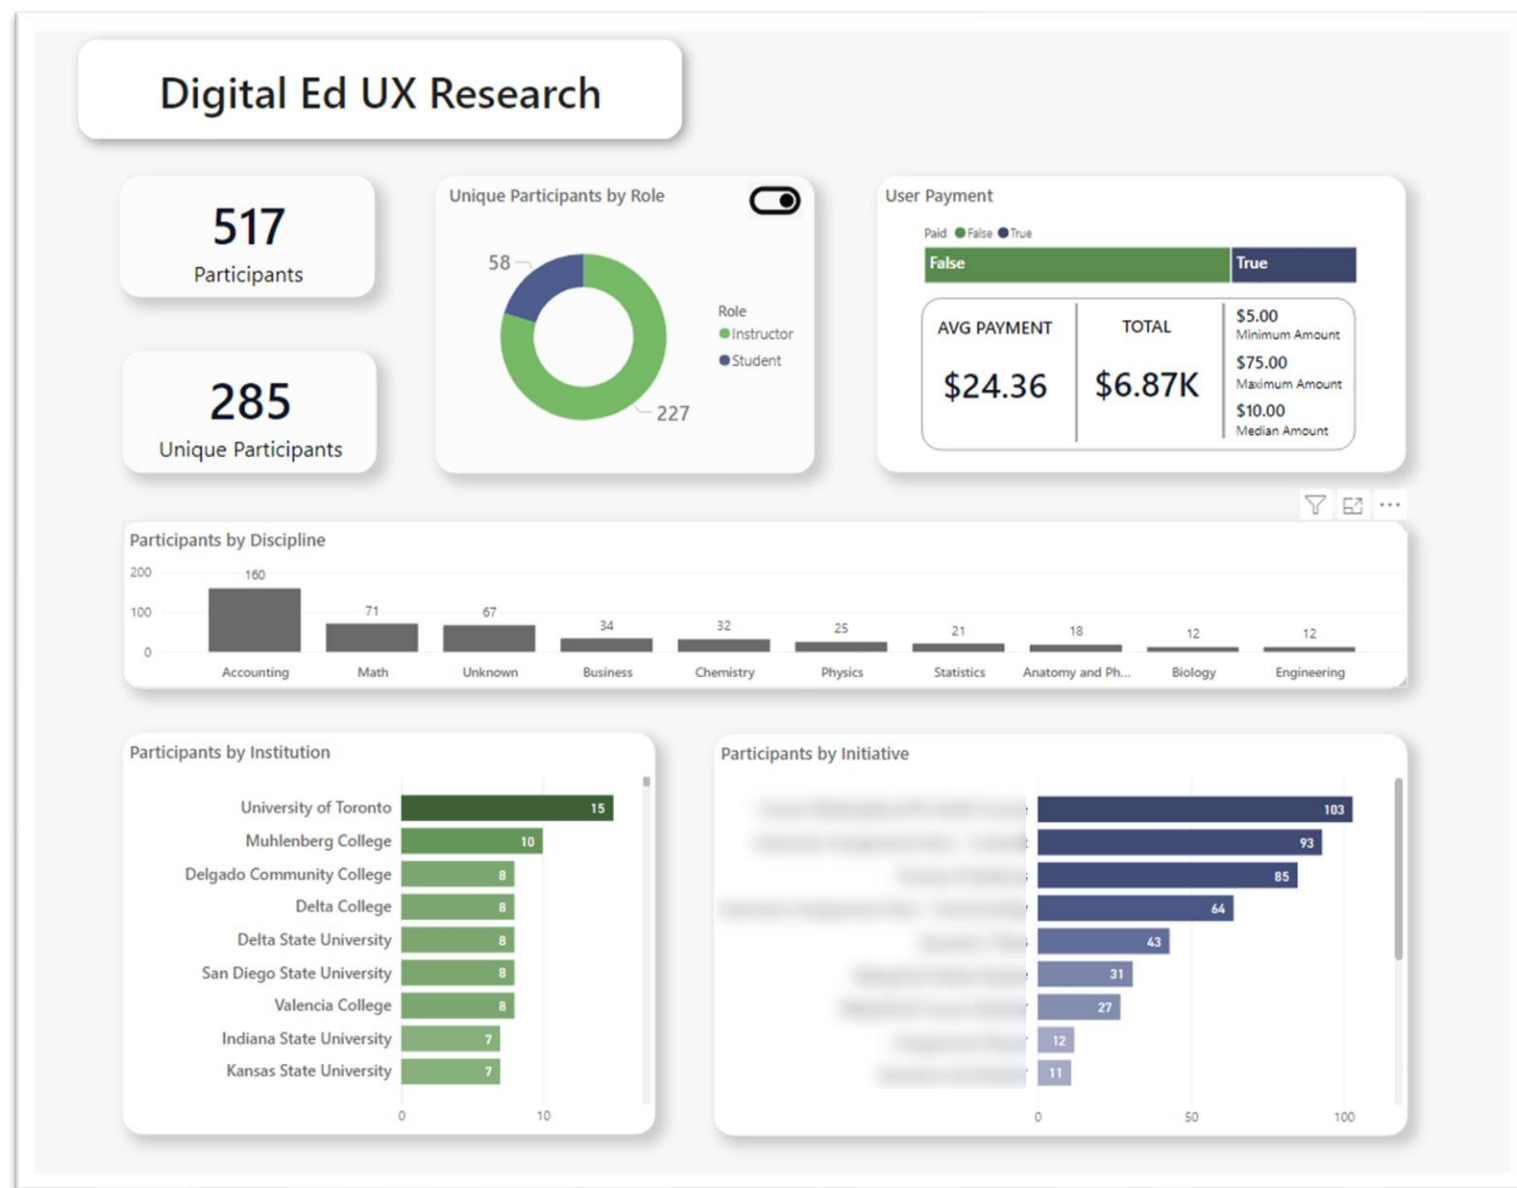 Digital Ed UX Research
517
Participants
285
Unique Participants
Unique Participants by Role
58
227
Role
Instructor
Student
User Payment
Paid False True
False True
AVG PAYMENT
$24.36
TOTAL
$6.87K
$5.00
Minimum Amount
$75.00
Maximum Amount
$10.00
Median Amount
Participants by Discipline
200
100
0
160 71 67 34 32 25 21 18 12 12
Accounting Math Unknown Business Chemistry Physics Statistics Anatomy and Ph... Biology Engineering
Participants by Institution
University of Toronto 15
Muhlenberg College 10
Delgado Community College 8
Delta College 8
Delta State University 8
San Diego State University 8
Valencia College 8
Indiana State University 7
Kansas State University 7
0 10
Participants by Initiative
103
93
85
64
43
31
27
12
11
0 50 100